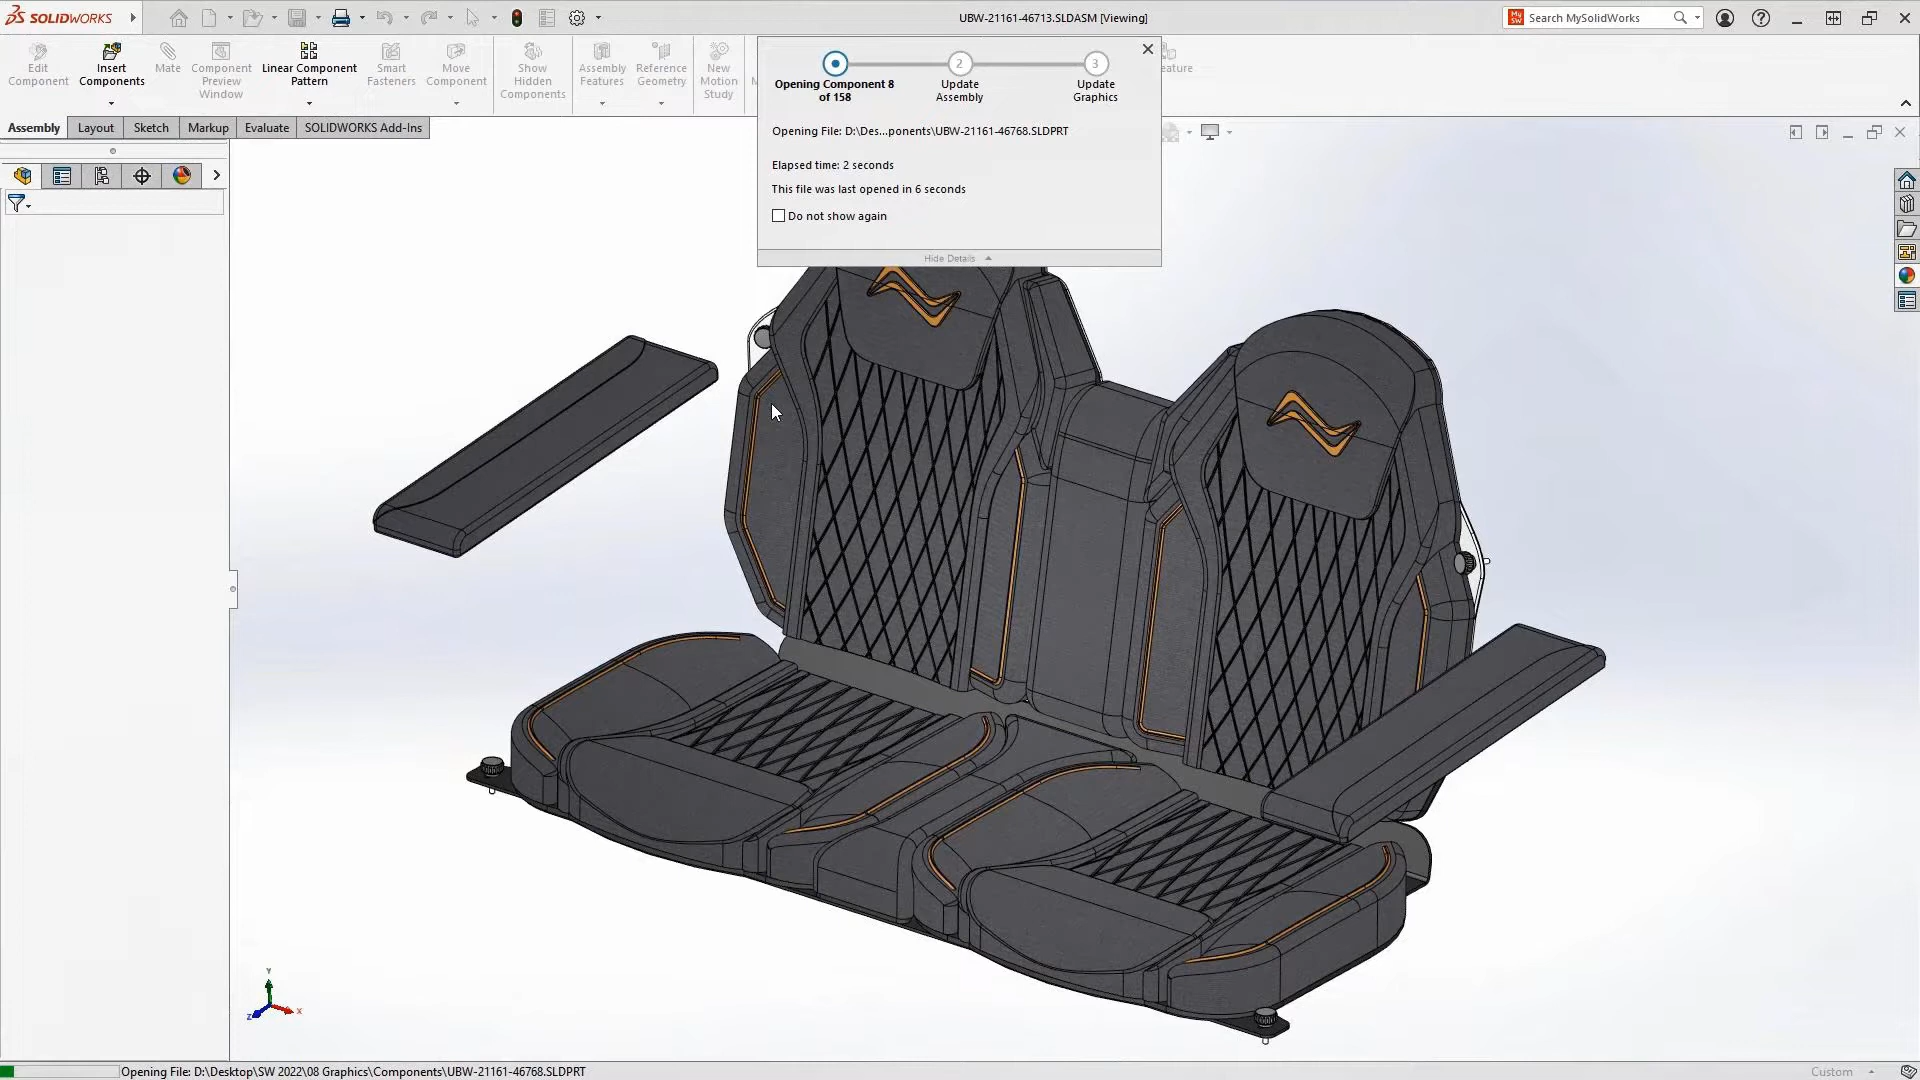 SOLIDWORKS
UBW-21161-46713.SLDASM [Viewing]
Search MySolidWorks
Edit Component
Insert Components
Mate
Component Preview Window
Linear Component Pattern
Smart Fasteners
Move Component
Show Hidden Components
Assembly Features
Reference Geometry
New Motion Study
Assembly
Layout
Sketch
Markup
Evaluate
SOLIDWORKS Add-Ins
Opening Component 8 of 158
2
Update Assembly
3
Update Graphics
Opening File: D:\Des...ponents\UBW-21161-46768.SLDPRT
Elapsed time: 2 seconds
This file was last opened in 6 seconds
Do not show again
Hide Details
Y
X
Z
Opening File: D:\Desktop\SW 2022\08 Graphics\Components\UBW-21161-46768.SLDPRT
Custom